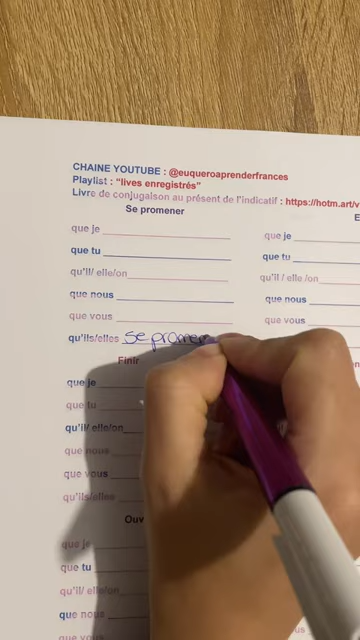 CHAINE YOUTUBE : @euqueroaprenderfrances
Playlist : “lives enregistrés”
Livre de conjugaison au présent de l'indicatif : https://hotm.art/v
Se promener
E
que je
que je
que tu
que tu
qu'il/ elle/on
qu'il / elle /on
que nous
que nous
que vous
que vous
qu'ils/elles se promen
Finir
que je
que tu
qu'il/ elle/on
que nous
que vous
qu'ils/elles
Ouv
que je
que tu
qu'il/ elle/on
que nous
que vous